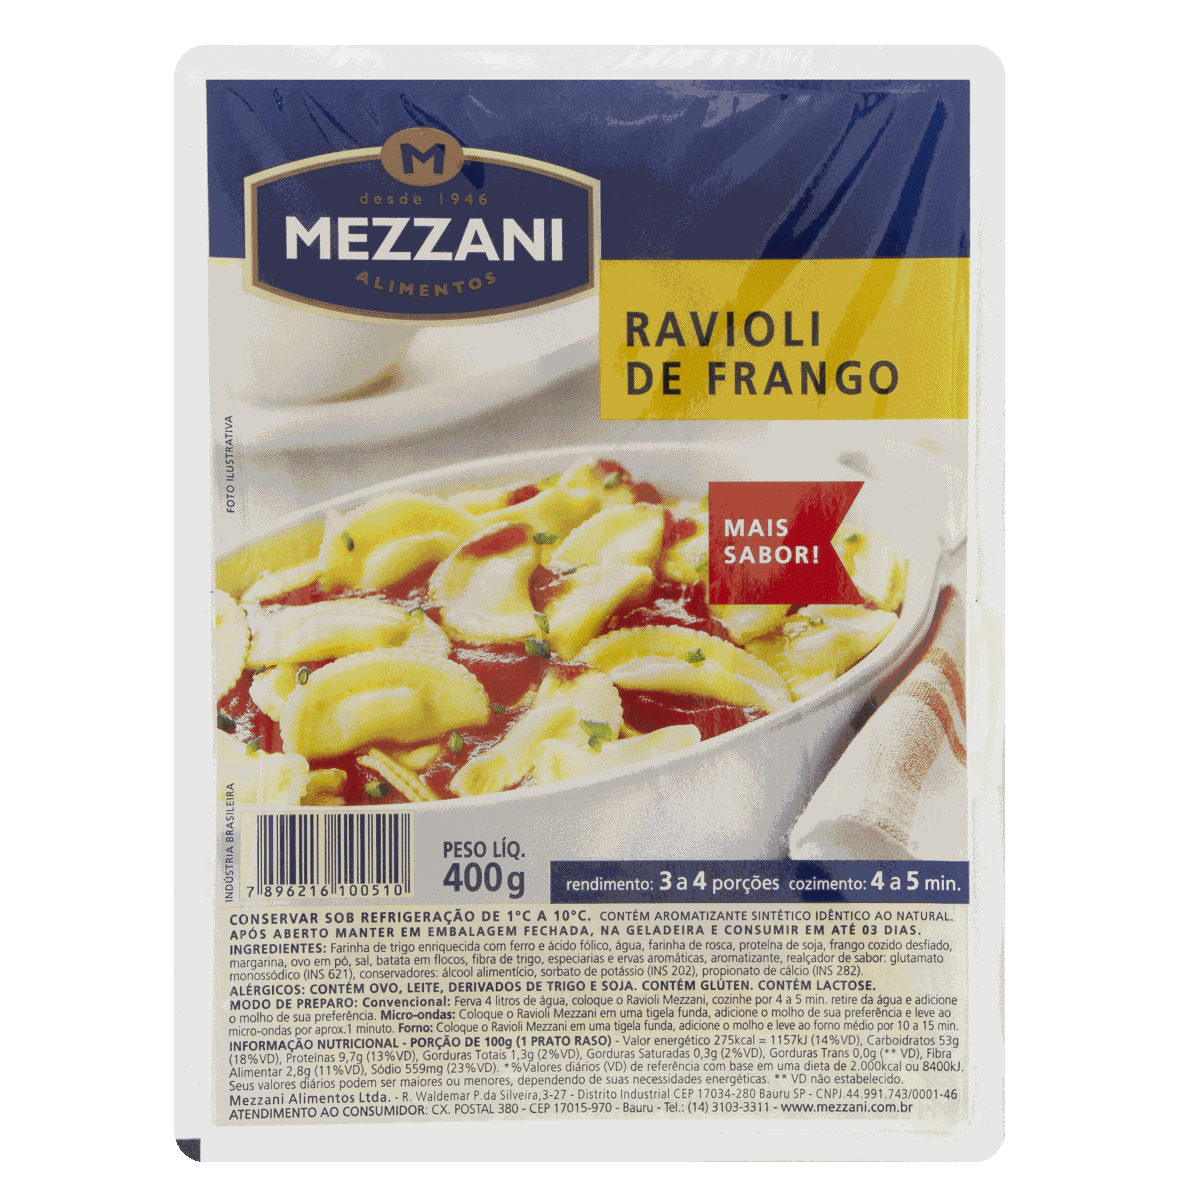 M
desde 1946
MEZZANI
ALIMENTOS
RAVIOLI
DE FRANGO
FOTO ILUSTRATIVA
MAIS
SABOR!
INDÚSTRIA BRASILEIRA
7 896216 100510
PESO LÍQ.
400g
rendimento: 3 a 4 porções cozimento: 4 a 5 min.
CONSERVAR SOB REFRIGERAÇÃO DE 1°C A 10°C. CONTÉM AROMATIZANTE SINTÉTICO IDÊNTICO AO NATURAL.
APÓS ABERTO MANTER EM EMBALAGEM FECHADA, NA GELADEIRA E CONSUMIR EM ATÉ 03 DIAS.
INGREDIENTES: Farinha de trigo enriquecida com ferro e ácido fólico, água, farinha de rosca, proteína de soja, frango cozido desfiado,
margarina, ovo em pó, sal, batata em flocos, fibra de trigo, especiarias e ervas aromáticas, aromatizante, realçador de sabor: glutamato
monossódico (INS 621), conservadores: álcool alimentício, sorbato de potássio (INS 202), propionato de cálcio (INS 282).
ALÉRGICOS: CONTÉM OVO, LEITE, DERIVADOS DE TRIGO E SOJA. CONTÉM GLÚTEN. CONTÉM LACTOSE.
MODO DE PREPARO: Convencional: Ferva 4 litros de água, coloque o Ravioli Mezzani, cozinhe por 4 a 5 min. retire da água e adicione
o molho de sua preferência. Micro-ondas: Coloque o Ravioli Mezzani em uma tigela funda, adicione o molho de sua preferência e leve ao
micro-ondas por aprox.1 minuto. Forno: Coloque o Ravioli Mezzani em uma tigela funda, adicione o molho e leve ao forno médio por 10 a 15 min.
INFORMAÇÃO NUTRICIONAL - PORÇÃO DE 100g (1 PRATO RASO) - Valor energético 275kcal = 1157kJ (14%VD), Carboidratos 53g
(18%VD), Proteínas 9,7g (13%VD), Gorduras Totais 1,3g (2%VD), Gorduras Saturadas 0,3g (2%VD), Gorduras Trans 0,0g (** VD), Fibra
Alimentar 2,8g (11%VD), Sódio 559mg (23%VD). *%Valores diários (VD) de referência com base em uma dieta de 2.000kcal ou 8400kJ.
Seus valores diários podem ser maiores ou menores, dependendo de suas necessidades energéticas. ** VD não estabelecido.
Mezzani Alimentos Ltda. - R. Waldemar P.da Silveira,3-27 - Distrito Industrial CEP 17034-280 Bauru SP - CNPJ.44.991.743/0001-46
ATENDIMENTO AO CONSUMIDOR: CX. POSTAL 380 - CEP 17015-970 - Bauru - Tel.: (14) 3103-3311 - www.mezzani.com.br